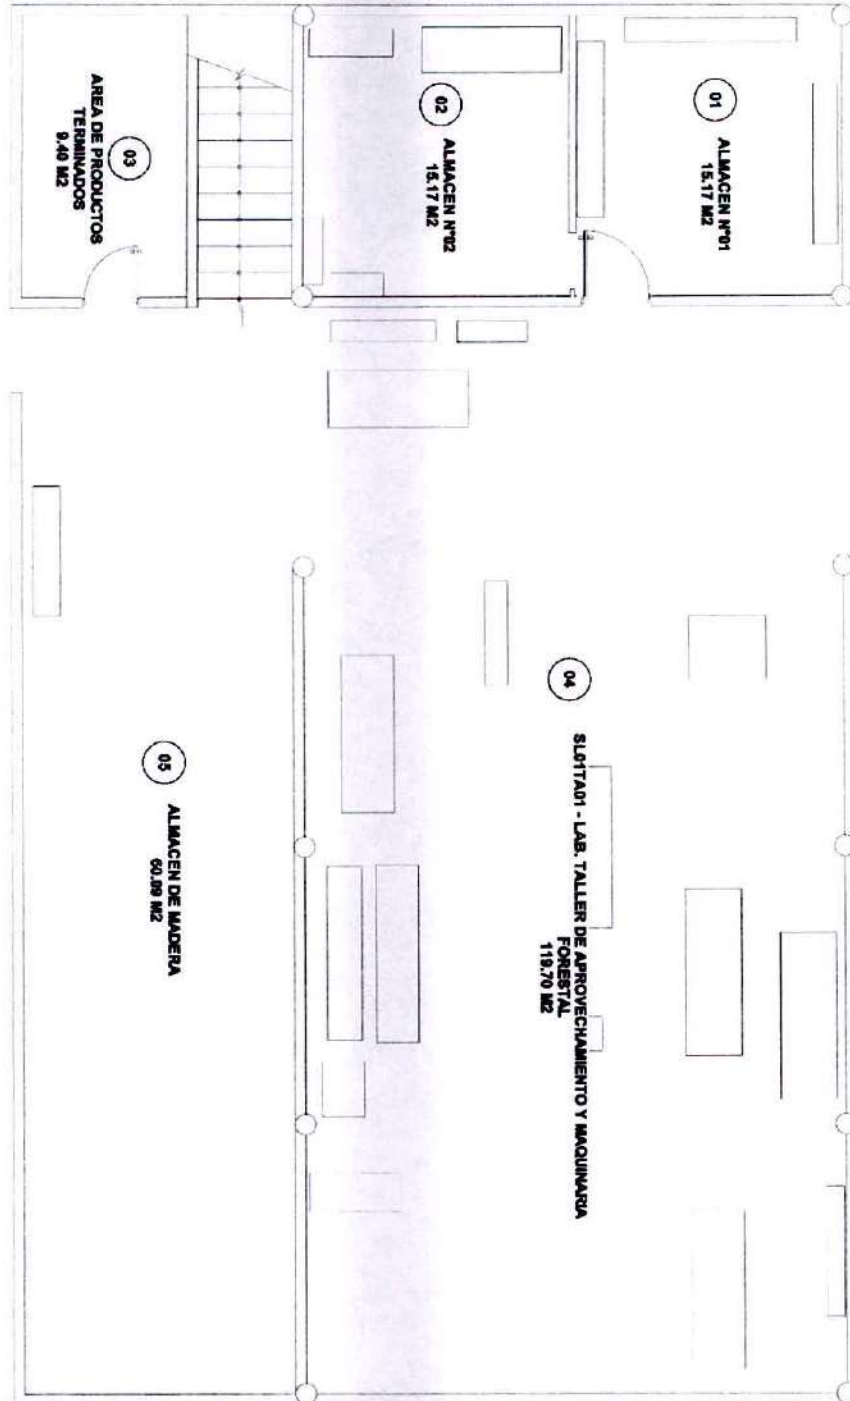 01
ALMACEN N°01
15.17 M2
02
ALMACEN N°02
15.17 M2
03
AREA DE PRODUCTOS
TERMINADOS
9.40 M2
04
SL01TA01 - LAB. TALLER DE APROVECHAMIENTO Y MAQUINARIA
FORESTAL
119.70 M2
05
ALMACEN DE MADERA
60.09 M2